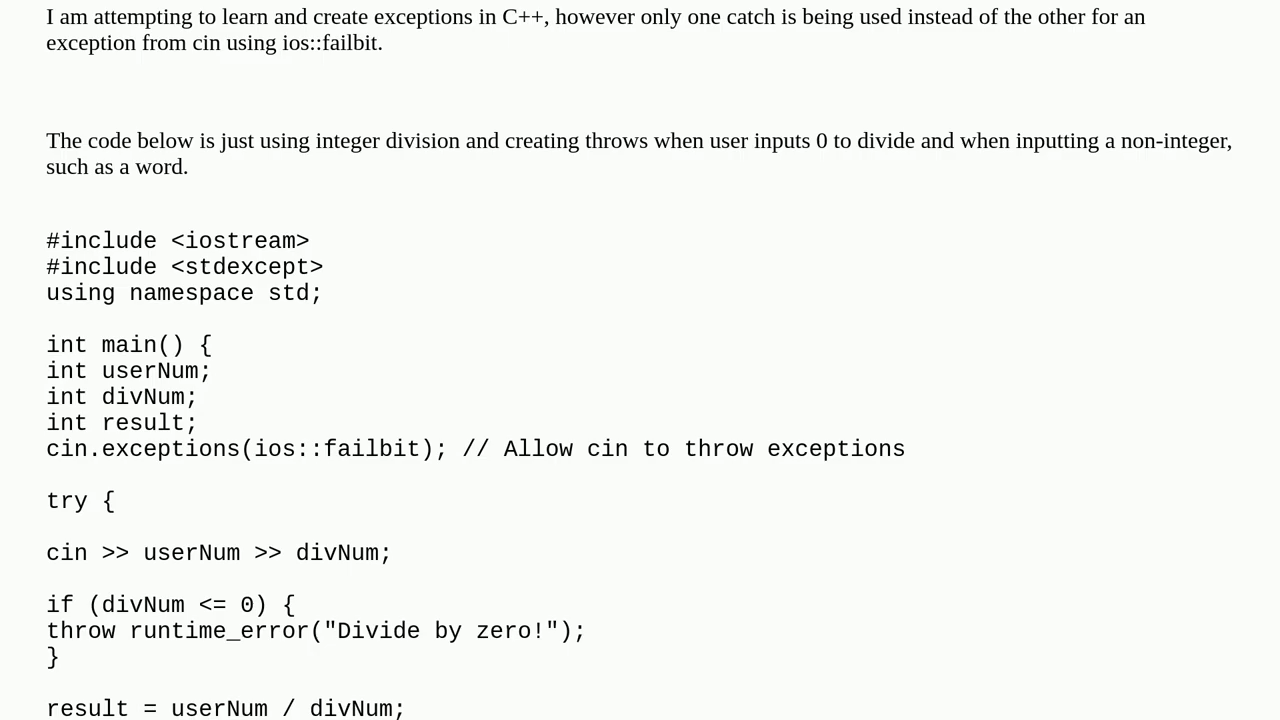 I am attempting to learn and create exceptions in C++, however only one catch is being used instead of the other for an
exception from cin using ios::failbit.
The code below is just using integer division and creating throws when user inputs 0 to divide and when inputting a non-integer,
such as a word.
#include <iostream>
#include <stdexcept>
using namespace std;
int main() {
int userNum;
int divNum;
int result;
cin.exceptions(ios::failbit); // Allow cin to throw exceptions
try {
cin >> userNum >> divNum;
if (divNum <= 0) {
throw runtime_error("Divide by zero!");
}
result = userNum / divNum;